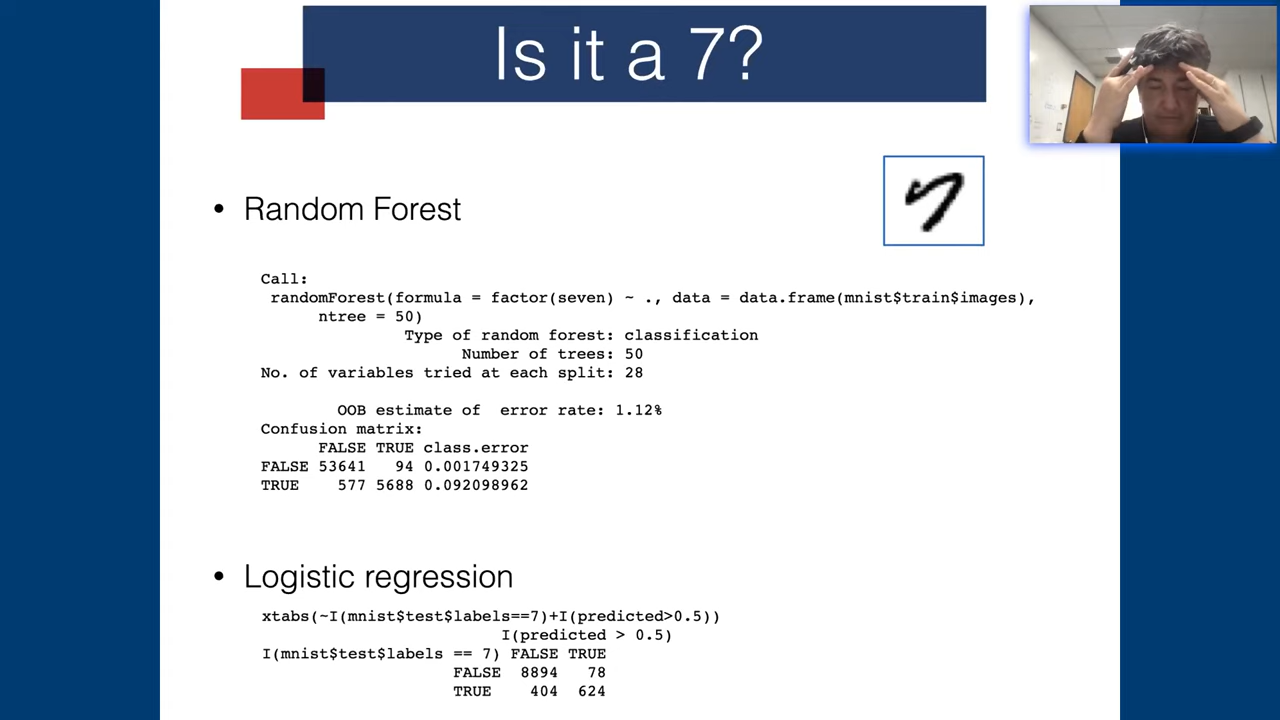 Is it a 7?
• Random Forest
7
Call:
randomForest(formula = factor(seven) ~ ., data = data.frame(mnist$train$images),
ntree = 50)
Type of random forest: classification
Number of trees: 50
No. of variables tried at each split: 28
OOB estimate of  error rate: 1.12%
Confusion matrix:
FALSE TRUE class.error
FALSE 53641   94 0.001749325
TRUE    577 5688 0.092098962
• Logistic regression
xtabs(~I(mnist$test$labels==7)+I(predicted>0.5))
I(predicted > 0.5)
I(mnist$test$labels == 7) FALSE TRUE
FALSE  8894   78
TRUE    404  624